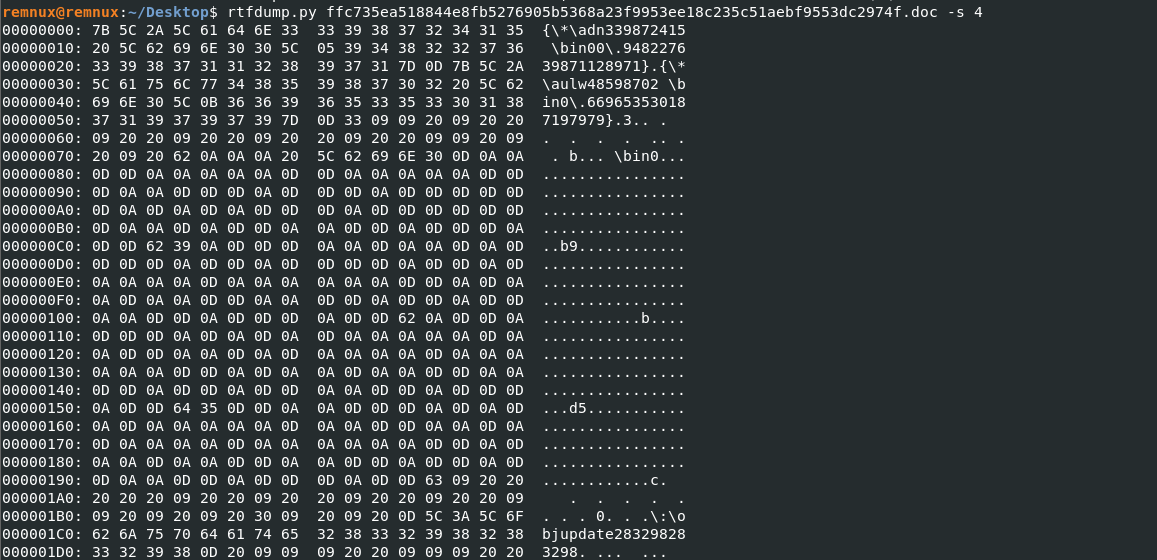 remnux@remnux:~/Desktop$ rtfdump.py ffc735ea518844e8fb5276905b5368a23f9953ee18c235c51aebf9553dc2974f.doc -s 4
00000000: 7B 5C 2A 5C 61 64 6E 33  33 39 38 37 32 34 31 35  {\*\adn339872415
00000010: 20 5C 62 69 6E 30 30 5C  05 39 34 38 32 32 37 36   \bin00\.9482276
00000020: 33 39 38 37 31 31 32 38  39 37 31 7D 0D 7B 5C 2A  39871128971}.{\*
00000030: 5C 61 75 6C 77 34 38 35  39 38 37 30 32 20 5C 62  \aulw48598702 \b
00000040: 69 6E 30 5C 0B 36 36 39  36 35 33 35 33 30 31 38  in0\.66965353018
00000050: 37 31 39 37 39 37 39 7D  0D 33 09 09 20 09 20 20  7197979}.3.. .
00000060: 09 20 20 09 20 20 09 20  20 09 20 20 09 09 20 09  .  .  .  .  .. .
00000070: 20 09 20 62 0A 0A 0A 20  5C 62 69 6E 30 0D 0A 0A   . b... \bin0...
00000080: 0D 0D 0A 0D 0A 0A 0A 0D  0A 0D 0D 0A 0D 0A 0D 0D  ................
00000090: 0D 0A 0A 0D 0D 0A 0D 0D  0A 0D 0D 0D 0D 0A 0D 0A  ................
000000A0: 0D 0D 0A 0D 0A 0D 0D 0D  0D 0D 0D 0D 0D 0D 0D 0D  ................
000000B0: 0D 0A 0D 0D 0A 0D 0D 0D  0A 0D 0A 0D 0D 0A 0D 0A  ................
000000C0: 0D 0D 62 39 0A 0D 0D 0D  0D 0A 0A 0D 0A 0D 0A 0D  ..b9............
000000D0: 0D 0D 0A 0D 0D 0D 0A 0D  0D 0D 0D 0D 0A 0A 0A 0D  ................
000000E0: 0A 0A 0A 0A 0D 0D 0D 0A  0D 0A 0D 0A 0A 0D 0A 0D  ................
000000F0: 0A 0D 0A 0D 0D 0A 0D 0A  0A 0D 0D 0D 0A 0D 0A 0D  ................
00000100: 0D 0A 0A 0D 0D 0A 0D 0D  0A 0D 0D 62 0A 0D 0D 0A  ...........b....
00000110: 0D 0D 0D 0A 0D 0A 0D 0D  0D 0A 0A 0D 0A 0D 0A 0A  ................
00000120: 0A 0D 0A 0D 0D 0D 0A 0D  0A 0D 0D 0A 0D 0D 0A 0A  ................
00000130: 0A 0D 0A 0A 0D 0D 0A 0A  0D 0D 0A 0D 0D 0A 0D 0A  ................
00000140: 0D 0D 0A 0D 0A 0D 0A 0D  0D 0D 0D 0D 0A 0D 0D 0D  ................
00000150: 0A 0D 0D 64 35 0D 0D 0A  0A 0D 0D 0D 0A 0D 0A 0D  ...d5...........
00000160: 0A 0D 0A 0A 0A 0A 0D 0A  0D 0D 0D 0A 0D 0D 0A 0A  ................
00000170: 0D 0A 0D 0D 0D 0A 0D 0A  0D 0A 0D 0A 0A 0A 0A 0D  ................
00000180: 0A 0A 0D 0A 0D 0D 0A 0D  0A 0A 0D 0D 0D 0D 0A 0D  ................
00000190: 0D 0A 0A 0D 0A 0D 0D 0D  0D 0A 0D 0D 63 09 20 20  ............c.
000001A0: 20 20 20 09 20 20 09 20  20 09 20 20 09 20 20 09     .  .  .  .  .
000001B0: 09 20 09 20 09 20 30 09  20 09 20 0D 5C 3A 5C 6F  . . . 0. . .\:\o
000001C0: 62 6A 75 70 64 61 74 65  32 38 33 32 39 38 32 38  bjupdate28329828
000001D0: 33 32 39 38 0D 20 09 09  09 20 20 09 09 09 20 20  3298. ...  ...